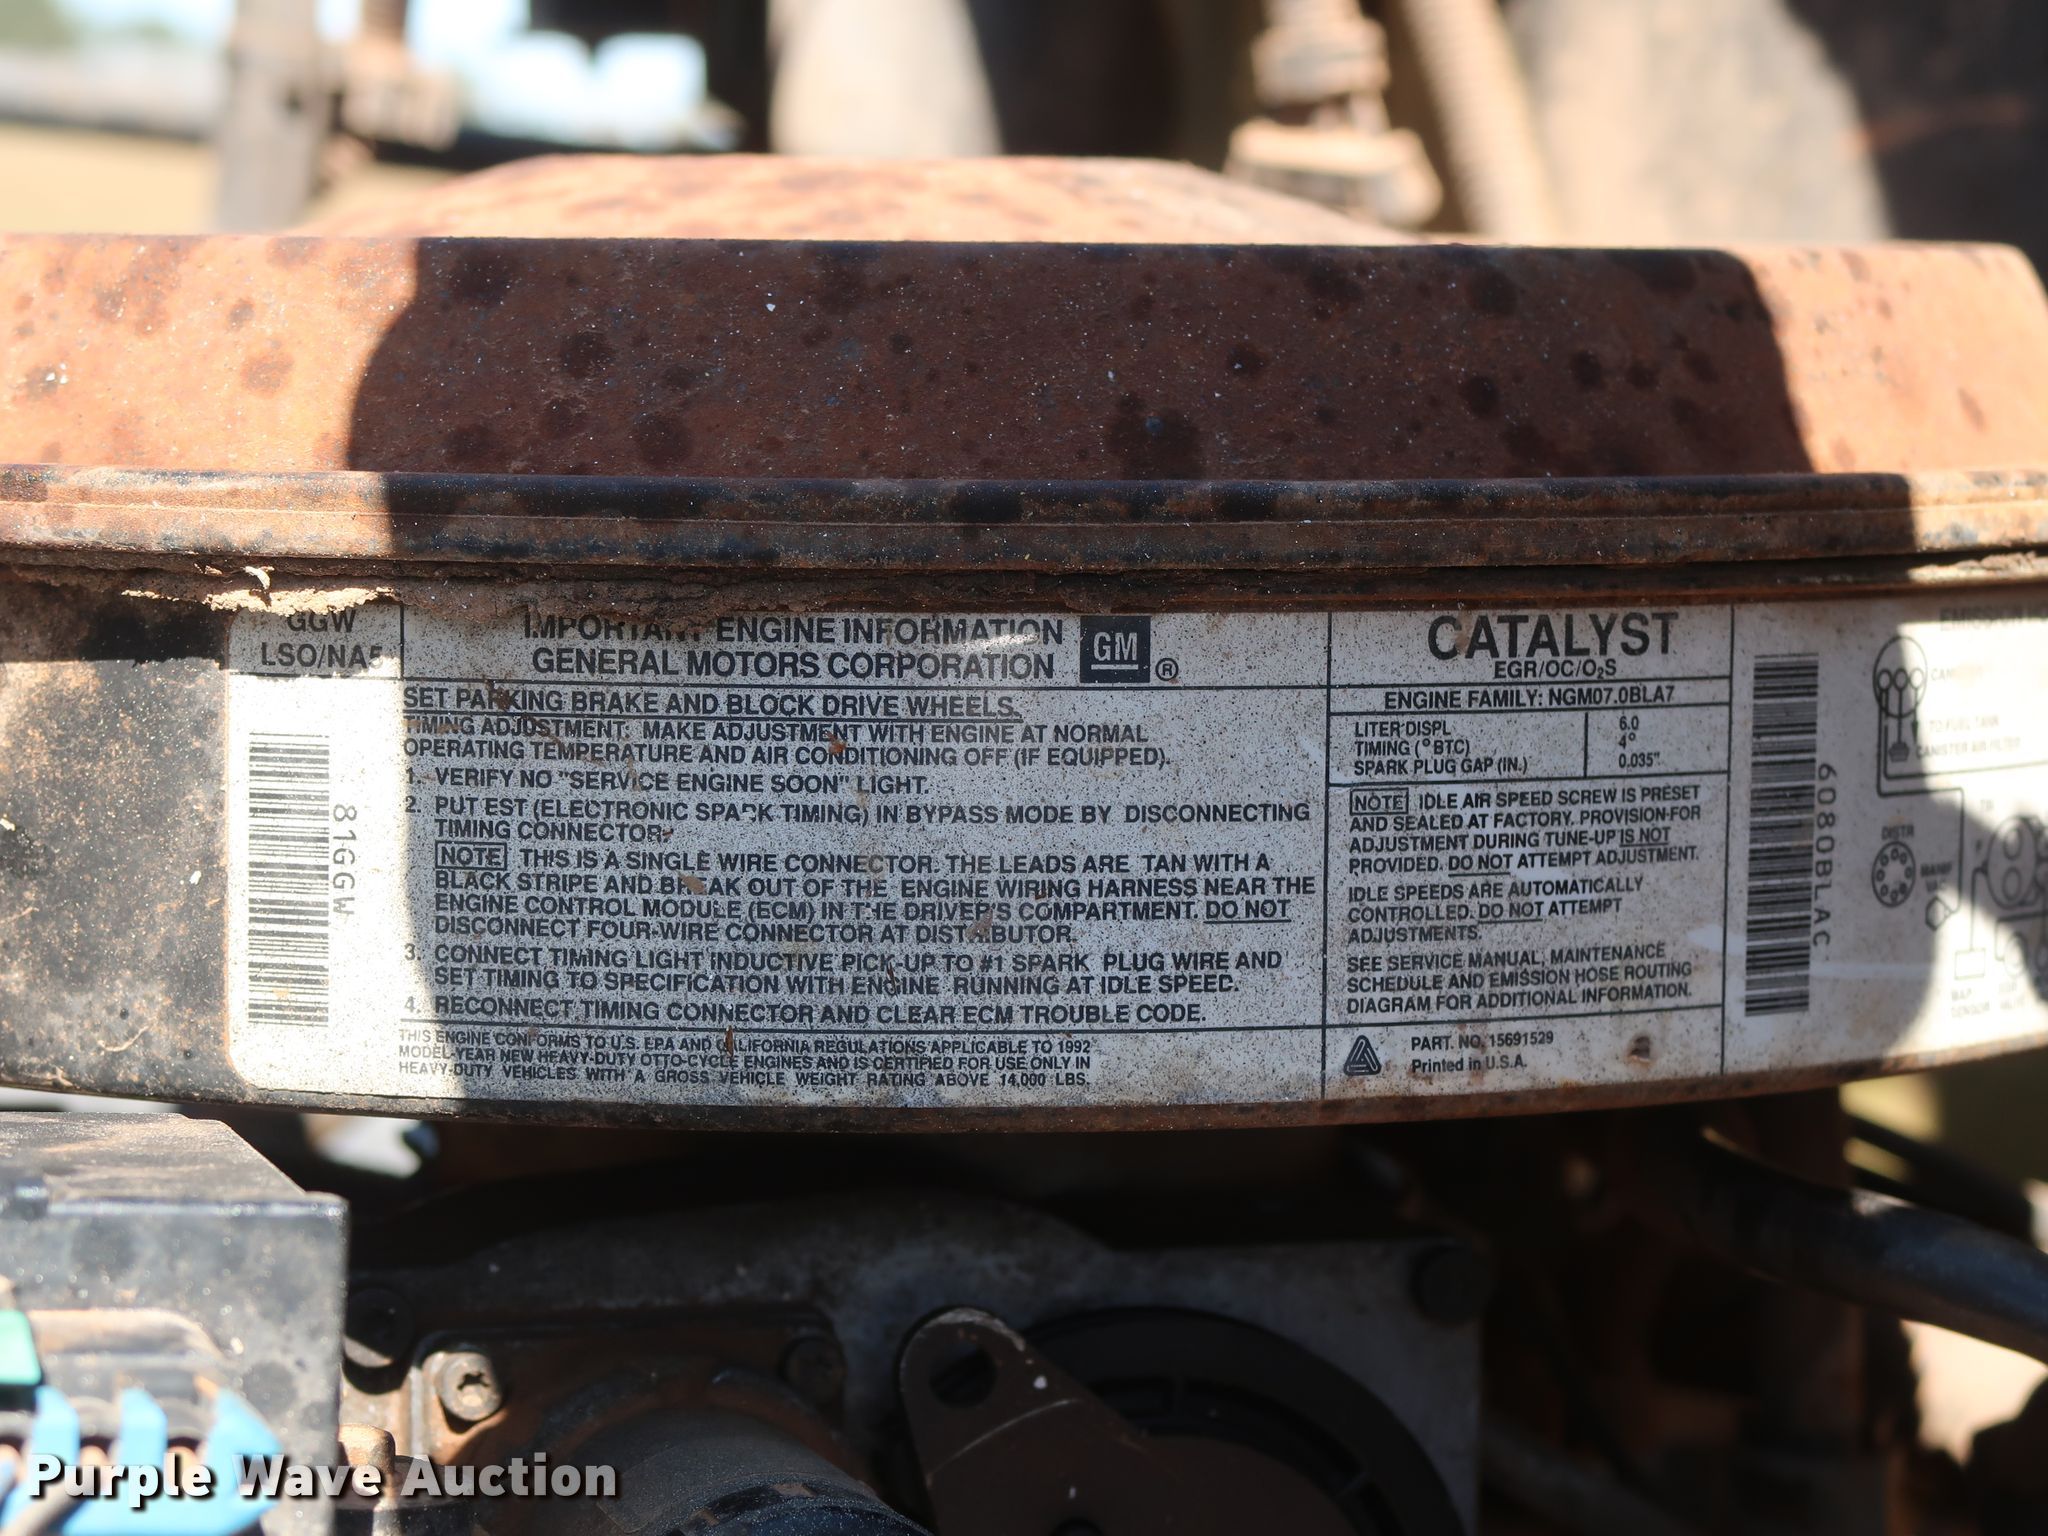 GGW
LSO/NA5
81GGW
IMPORTANT ENGINE INFORMATION
GENERAL MOTORS CORPORATION
GM ®
SET PARKING BRAKE AND BLOCK DRIVE WHEELS.
TIMING ADJUSTMENT: MAKE ADJUSTMENT WITH ENGINE AT NORMAL
OPERATING TEMPERATURE AND AIR CONDITIONING OFF (IF EQUIPPED).
1. VERIFY NO "SERVICE ENGINE SOON" LIGHT.
2. PUT EST (ELECTRONIC SPARK TIMING) IN BYPASS MODE BY DISCONNECTING
TIMING CONNECTOR.
NOTE THIS IS A SINGLE WIRE CONNECTOR. THE LEADS ARE TAN WITH A
BLACK STRIPE AND BREAK OUT OF THE ENGINE WIRING HARNESS NEAR THE
ENGINE CONTROL MODULE (ECM) IN THE DRIVER'S COMPARTMENT. DO NOT
DISCONNECT FOUR-WIRE CONNECTOR AT DISTRIBUTOR.
3. CONNECT TIMING LIGHT INDUCTIVE PICK-UP TO #1 SPARK PLUG WIRE AND
SET TIMING TO SPECIFICATION WITH ENGINE RUNNING AT IDLE SPEED.
4. RECONNECT TIMING CONNECTOR AND CLEAR ECM TROUBLE CODE.
THIS ENGINE CONFORMS TO U.S. EPA AND CALIFORNIA REGULATIONS APPLICABLE TO 1992
MODEL-YEAR NEW HEAVY-DUTY OTTO-CYCLE ENGINES AND IS CERTIFIED FOR USE ONLY IN
HEAVY-DUTY VEHICLES WITH A GROSS VEHICLE WEIGHT RATING ABOVE 14,000 LBS.
CATALYST
EGR/OC/O₂S
ENGINE FAMILY: NGM07.0BLA7
LITER DISPL 6.0
TIMING (°BTC) 4°
SPARK PLUG GAP (IN.) 0.035"
NOTE IDLE AIR SPEED SCREW IS PRESET
AND SEALED AT FACTORY. PROVISION FOR
ADJUSTMENT DURING TUNE-UP IS NOT
PROVIDED. DO NOT ATTEMPT ADJUSTMENT.
IDLE SPEEDS ARE AUTOMATICALLY
CONTROLLED. DO NOT ATTEMPT
ADJUSTMENTS.
SEE SERVICE MANUAL, MAINTENANCE
SCHEDULE AND EMISSION HOSE ROUTING
DIAGRAM FOR ADDITIONAL INFORMATION.
PART. NO. 15691529
Printed in U.S.A.
6080BLAC
EMISSION
TO FUEL TANK
CANISTER AIR FILTER
DISTR
MANF
VAC
MAP
SENSOR
Purple Wave Auction